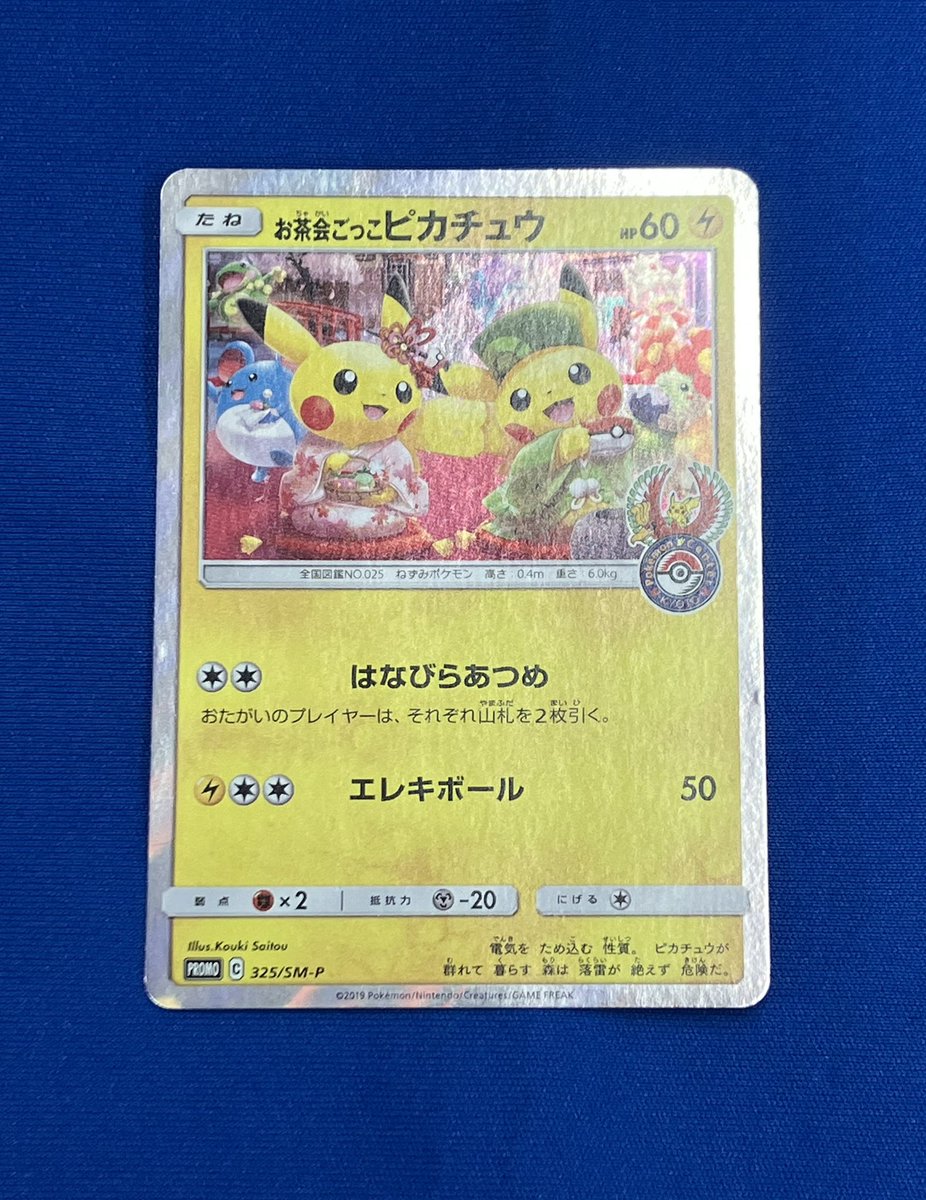 たね お茶会ごっこピカチュウ HP60
全国図鑑NO.025 ねずみポケモン 高さ:0.4m 重さ:6.0kg
POKÉMON CENTER
KYOTO
はなびらあつめ
おたがいのプレイヤーは、それぞれ山札を2枚引く。
エレキボール 50
弱点 ×2 抵抗力 -20 にげる
Illus. Kouki Saitou
PROMO C 325/SM-P
電気を ため込む 性質。 ピカチュウが
群れて 暮らす 森は 落雷が 絶えず 危険だ。
©2019 Pokémon/Nintendo/Creatures/GAME FREAK